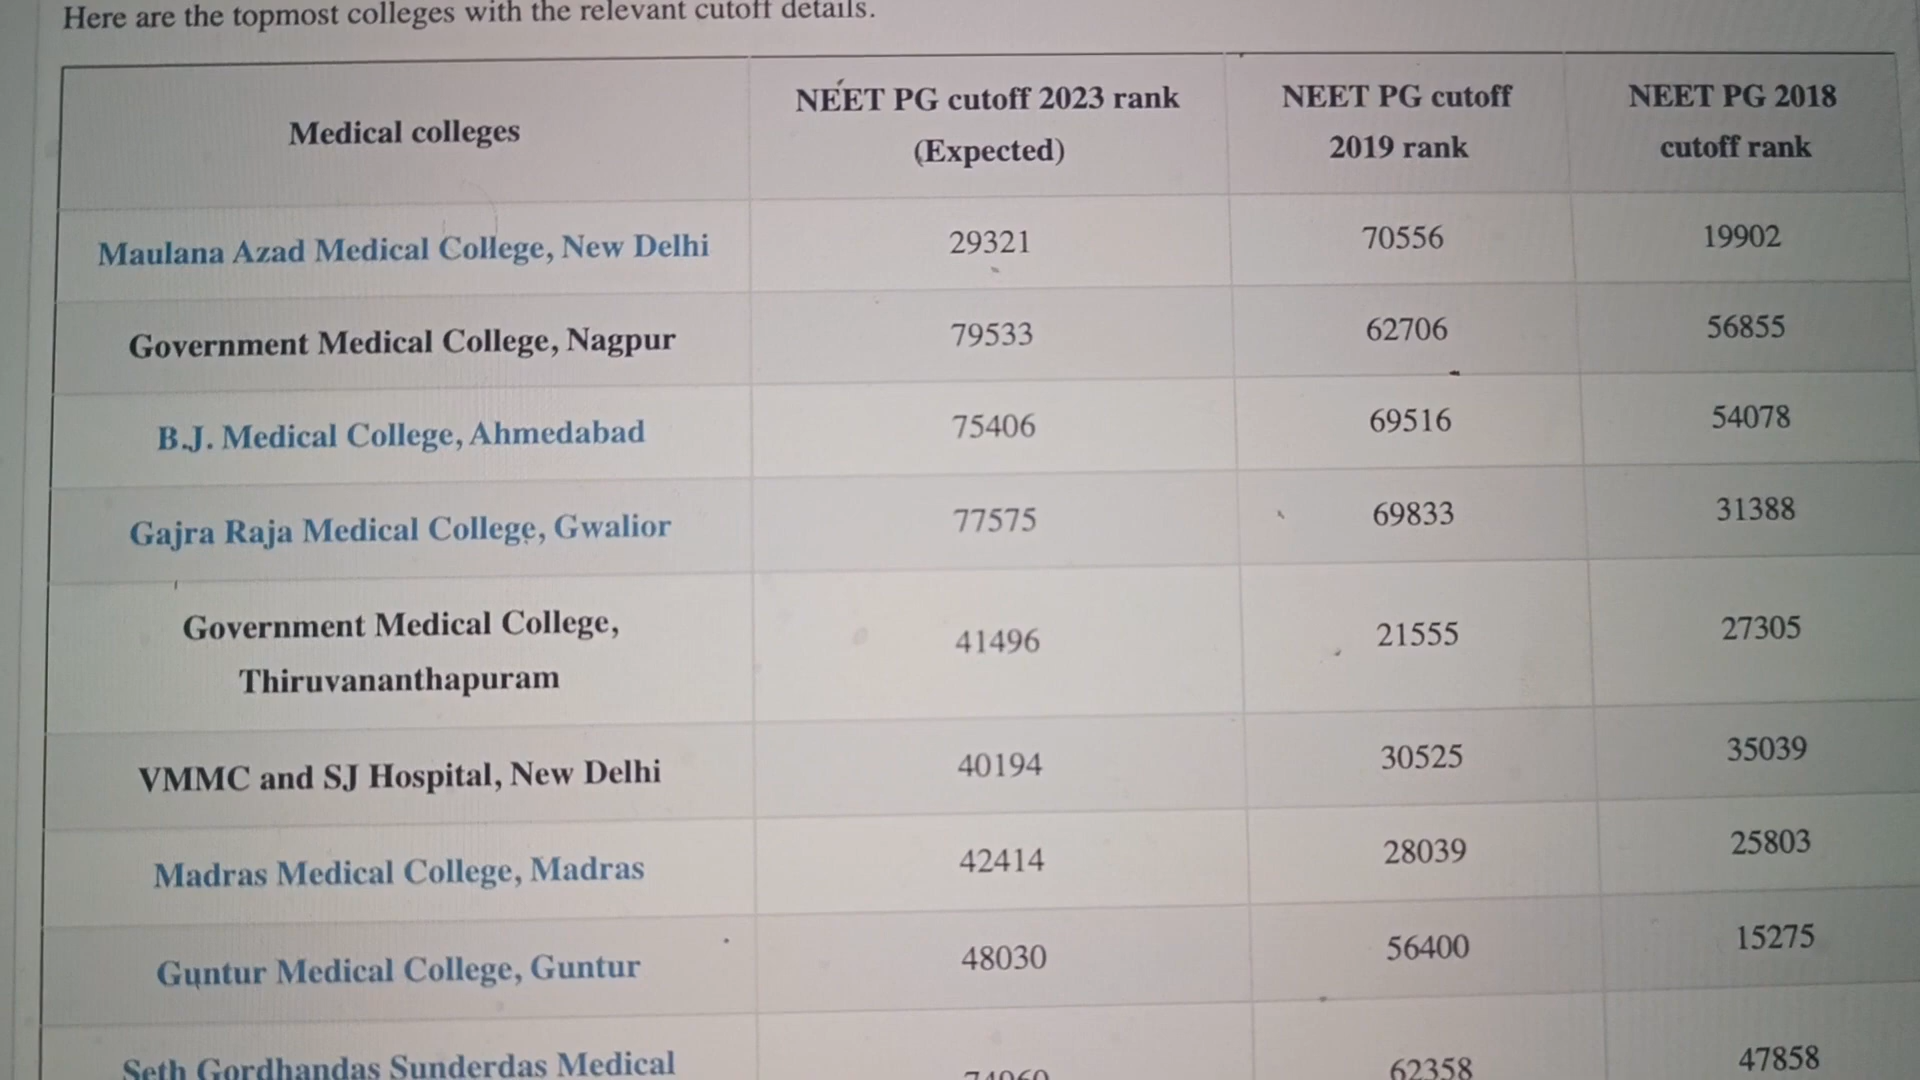 Here are the topmost colleges with the relevant cutoff details.
Medical colleges
NEET PG cutoff 2023 rank
(Expected)
NEET PG cutoff
2019 rank
NEET PG 2018
cutoff rank
Maulana Azad Medical College, New Delhi 29321 70556 19902
Government Medical College, Nagpur 79533 62706 56855
B.J. Medical College, Ahmedabad 75406 69516 54078
Gajra Raja Medical College, Gwalior 77575 69833 31388
Government Medical College,
Thiruvananthapuram
41496 21555 27305
VMMC and SJ Hospital, New Delhi 40194 30525 35039
Madras Medical College, Madras 42414 28039 25803
Guntur Medical College, Guntur 48030 56400 15275
Seth Gordhandas Sunderdas Medical 62358 47858